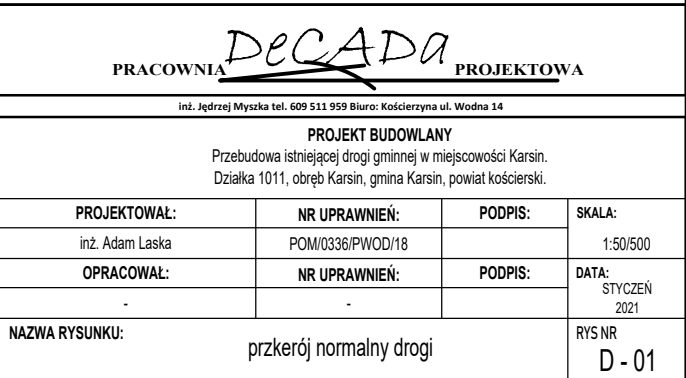 DeCADa
PRACOWNIA PROJEKTOWA
inż. Jędrzej Myszka tel. 609 511 959 Biuro: Kościerzyna ul. Wodna 14
PROJEKT BUDOWLANY
Przebudowa istniejącej drogi gminnej w miejscowości Karsin.
Działka 1011, obręb Karsin, gmina Karsin, powiat kościerski.
PROJEKTOWAŁ: NR UPRAWNIEŃ: PODPIS: SKALA:
inż. Adam Laska POM/0336/PWOD/18 1:50/500
OPRACOWAŁ: NR UPRAWNIEŃ: PODPIS: DATA:
STYCZEŃ
- - 2021
NAZWA RYSUNKU: RYS NR
przkerój normalny drogi D - 01